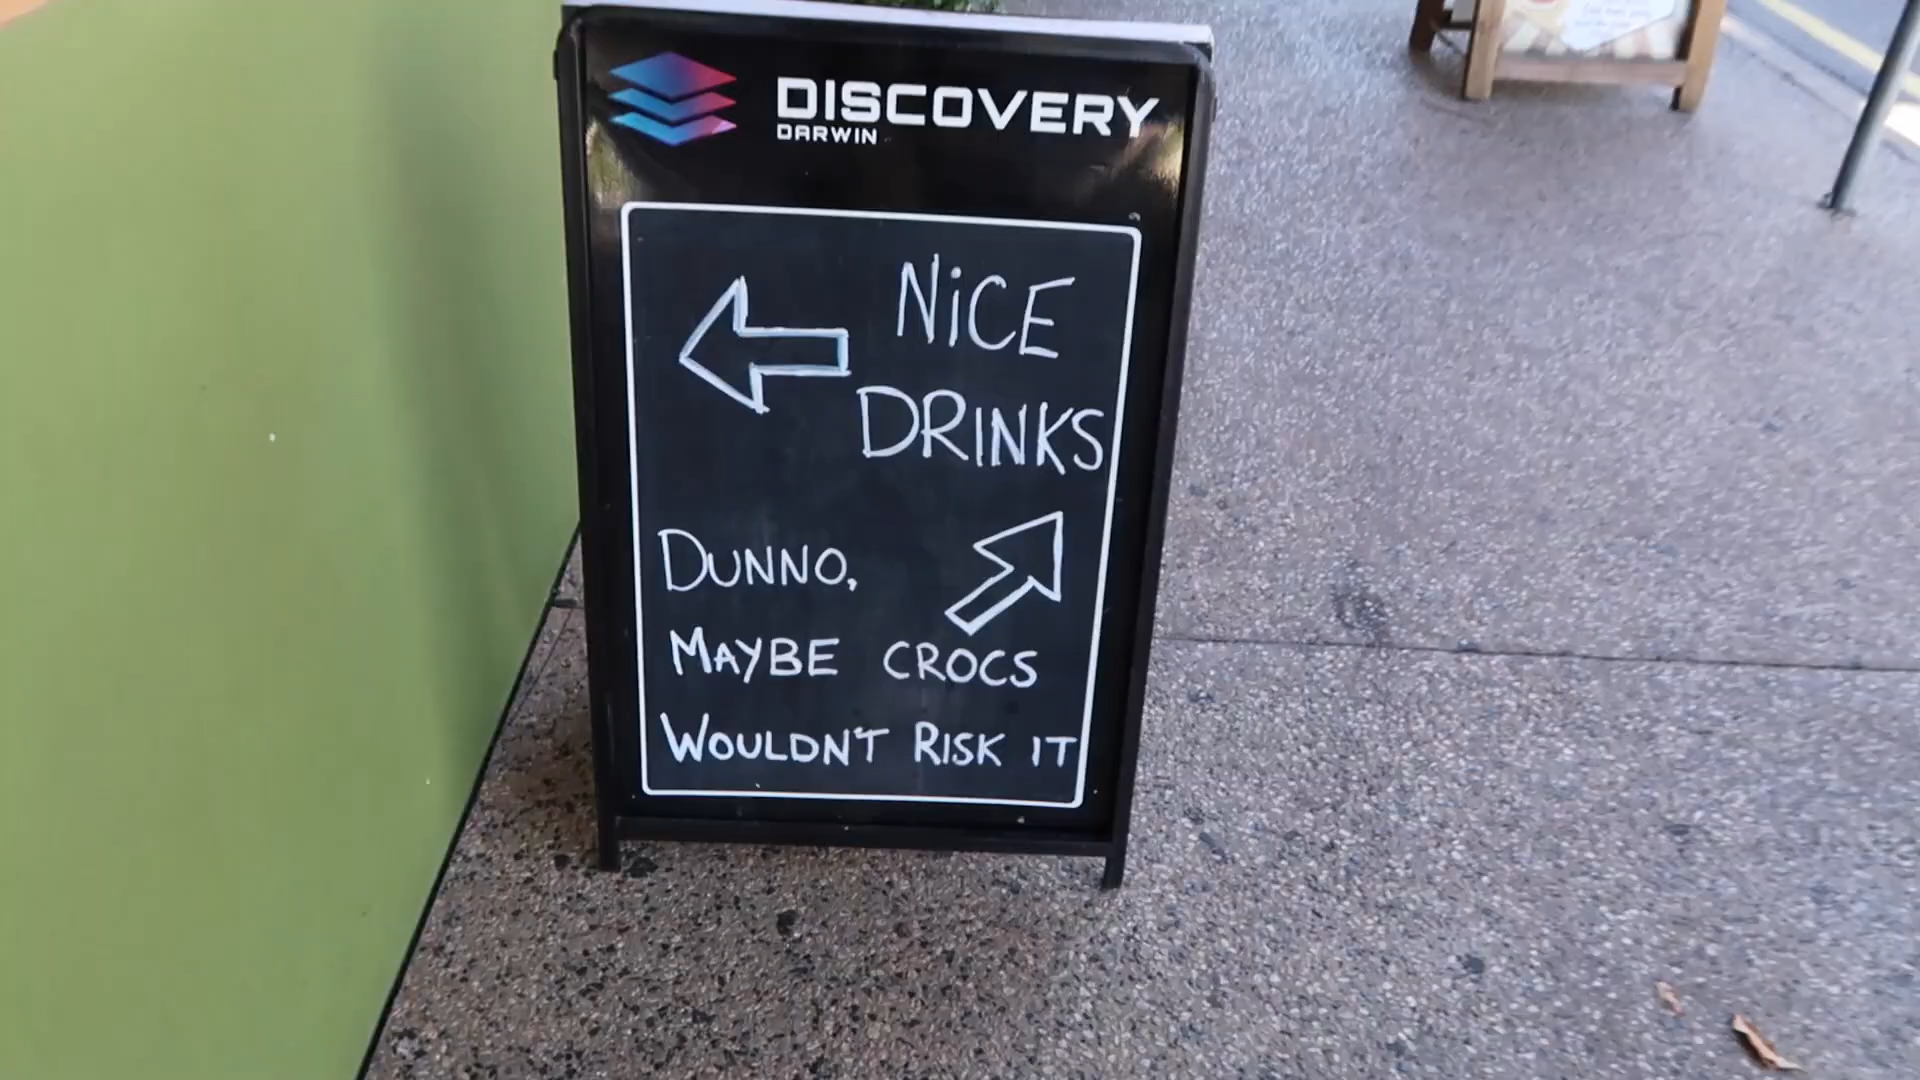 DISCOVERY
DARWIN
NiCE
DRINKS
DUNNO,
MAYBE CROCS
WOULDN'T RISK IT